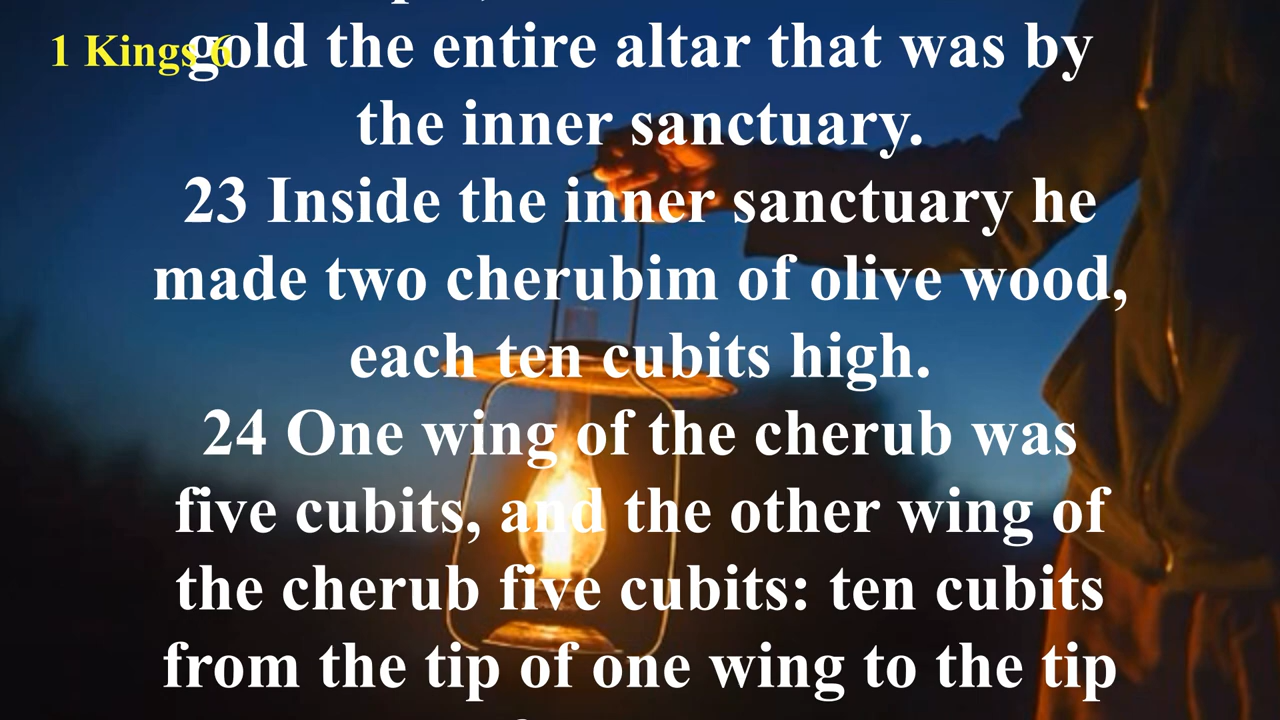 1 Kings 6
gold the entire altar that was by
the inner sanctuary.
23 Inside the inner sanctuary he
made two cherubim of olive wood,
each ten cubits high.
24 One wing of the cherub was
five cubits, and the other wing of
the cherub five cubits: ten cubits
from the tip of one wing to the tip